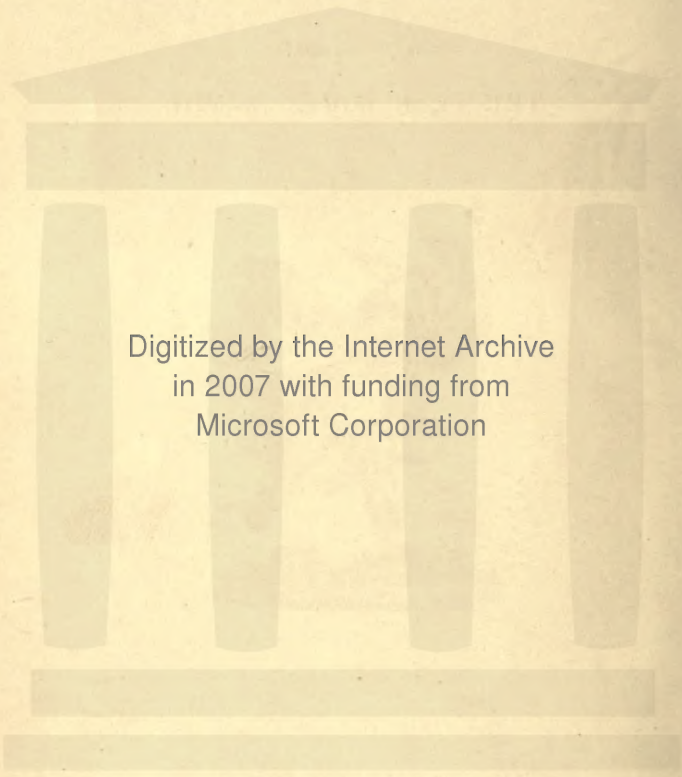 Digitized by the Internet Archive
in 2007 with funding from
Microsoft Corporation